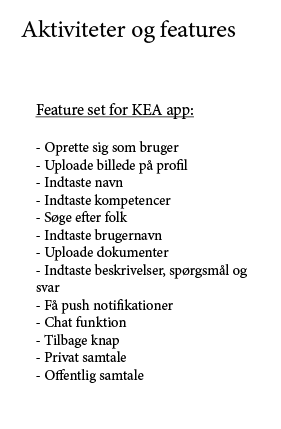 Aktiviteter og features
Feature set for KEA app:
- Oprette sig som bruger
- Uploade billede på profil
- Indtaste navn
- Indtaste kompetencer
- Søge efter folk
- Indtaste brugernavn
- Uploade dokumenter
- Indtaste beskrivelser, spørgsmål og
svar
- Få push notifikationer
- Chat funktion
- Tilbage knap
- Privat samtale
- Offentlig samtale